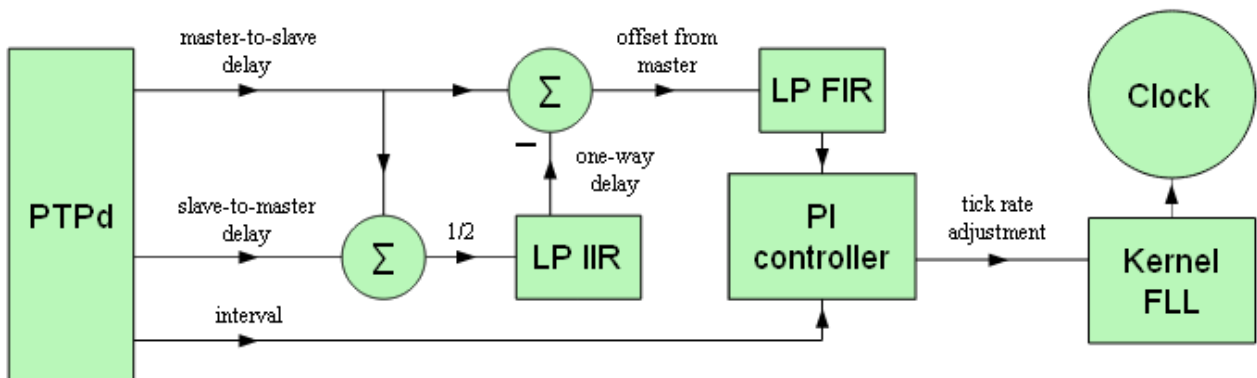 master-to-slave
delay
offset from
master
Σ
LP FIR
Clock
−
one-way
delay
PTPd
slave-to-master
delay
Σ
1/2
LP IIR
PI
controller
tick rate
adjustment
Kernel
FLL
interval